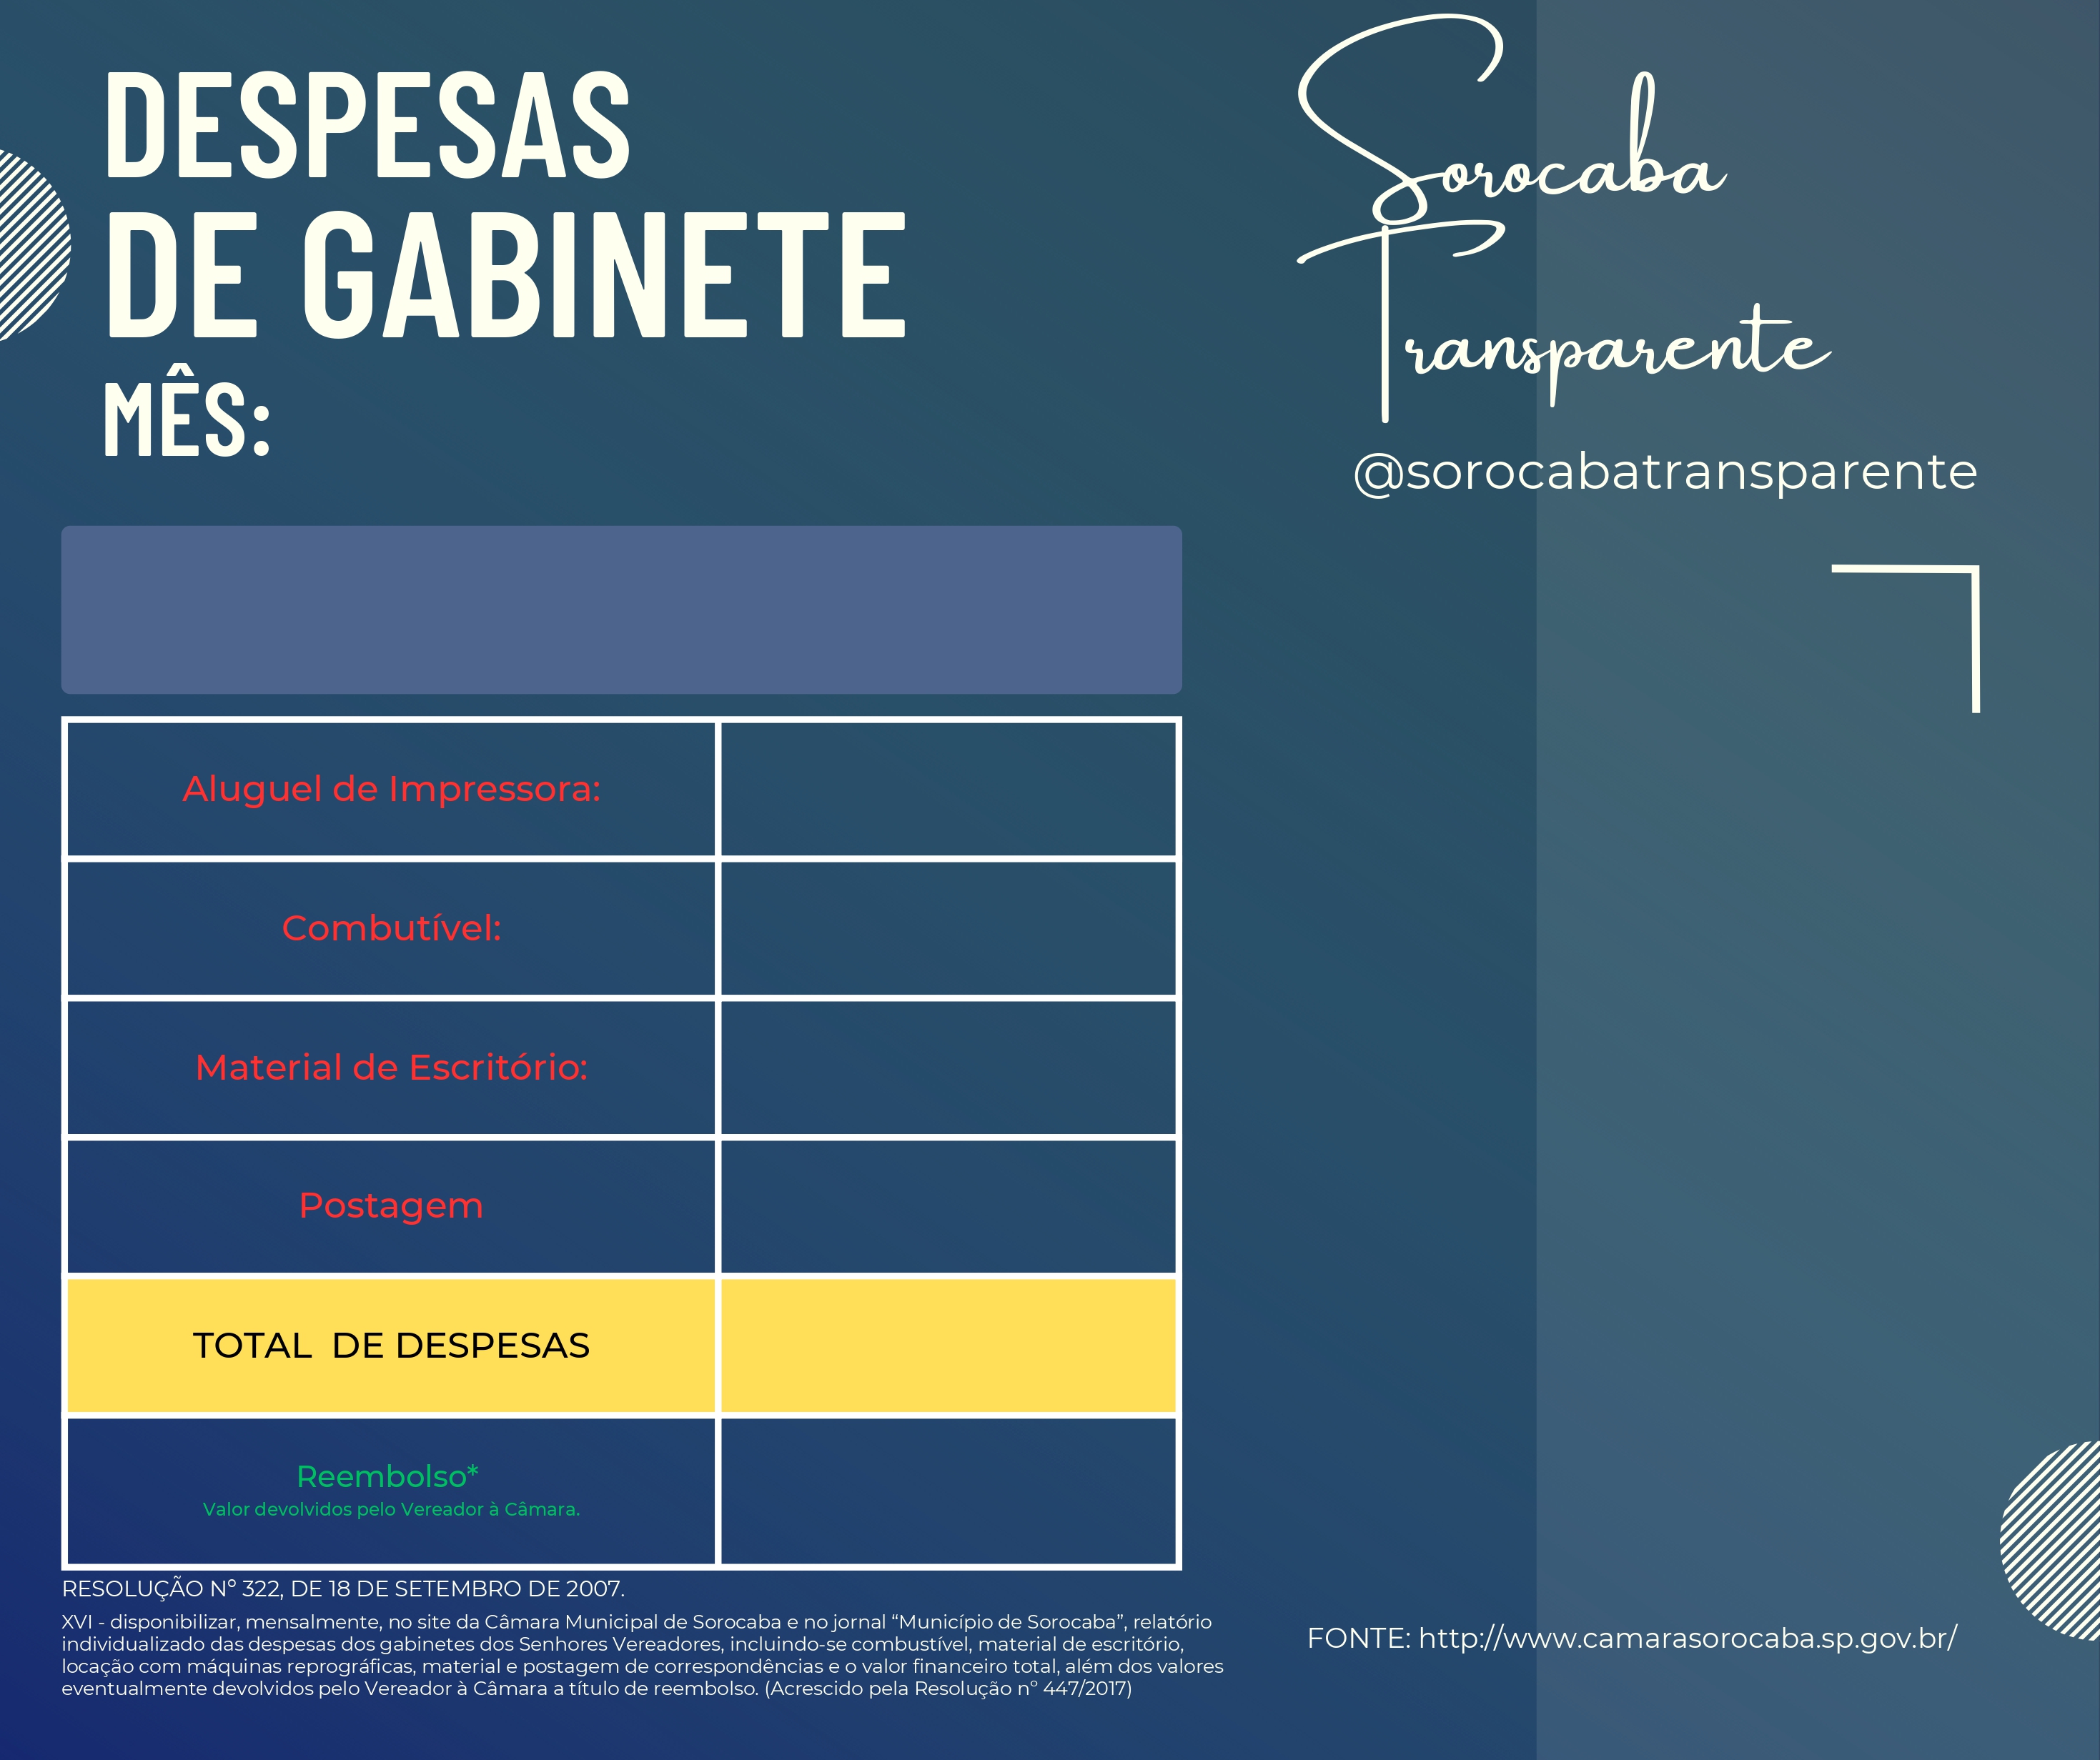 DESPESAS
DE GABINETE
MÊS:
Sorocaba
Transparente
@sorocabatransparente
Aluguel de Impressora:
Combutível:
Material de Escritório:
Postagem
TOTAL DE DESPESAS
Reembolso*
Valor devolvidos pelo Vereador à Câmara.
RESOLUÇÃO Nº 322, DE 18 DE SETEMBRO DE 2007.
XVI - disponibilizar, mensalmente, no site da Câmara Municipal de Sorocaba e no jornal “Município de Sorocaba”, relatório
individualizado das despesas dos gabinetes dos Senhores Vereadores, incluindo-se combustível, material de escritório,
locação com máquinas reprográficas, material e postagem de correspondências e o valor financeiro total, além dos valores
eventualmente devolvidos pelo Vereador à Câmara a título de reembolso. (Acrescido pela Resolução nº 447/2017)
FONTE: http://www.camarasorocaba.sp.gov.br/